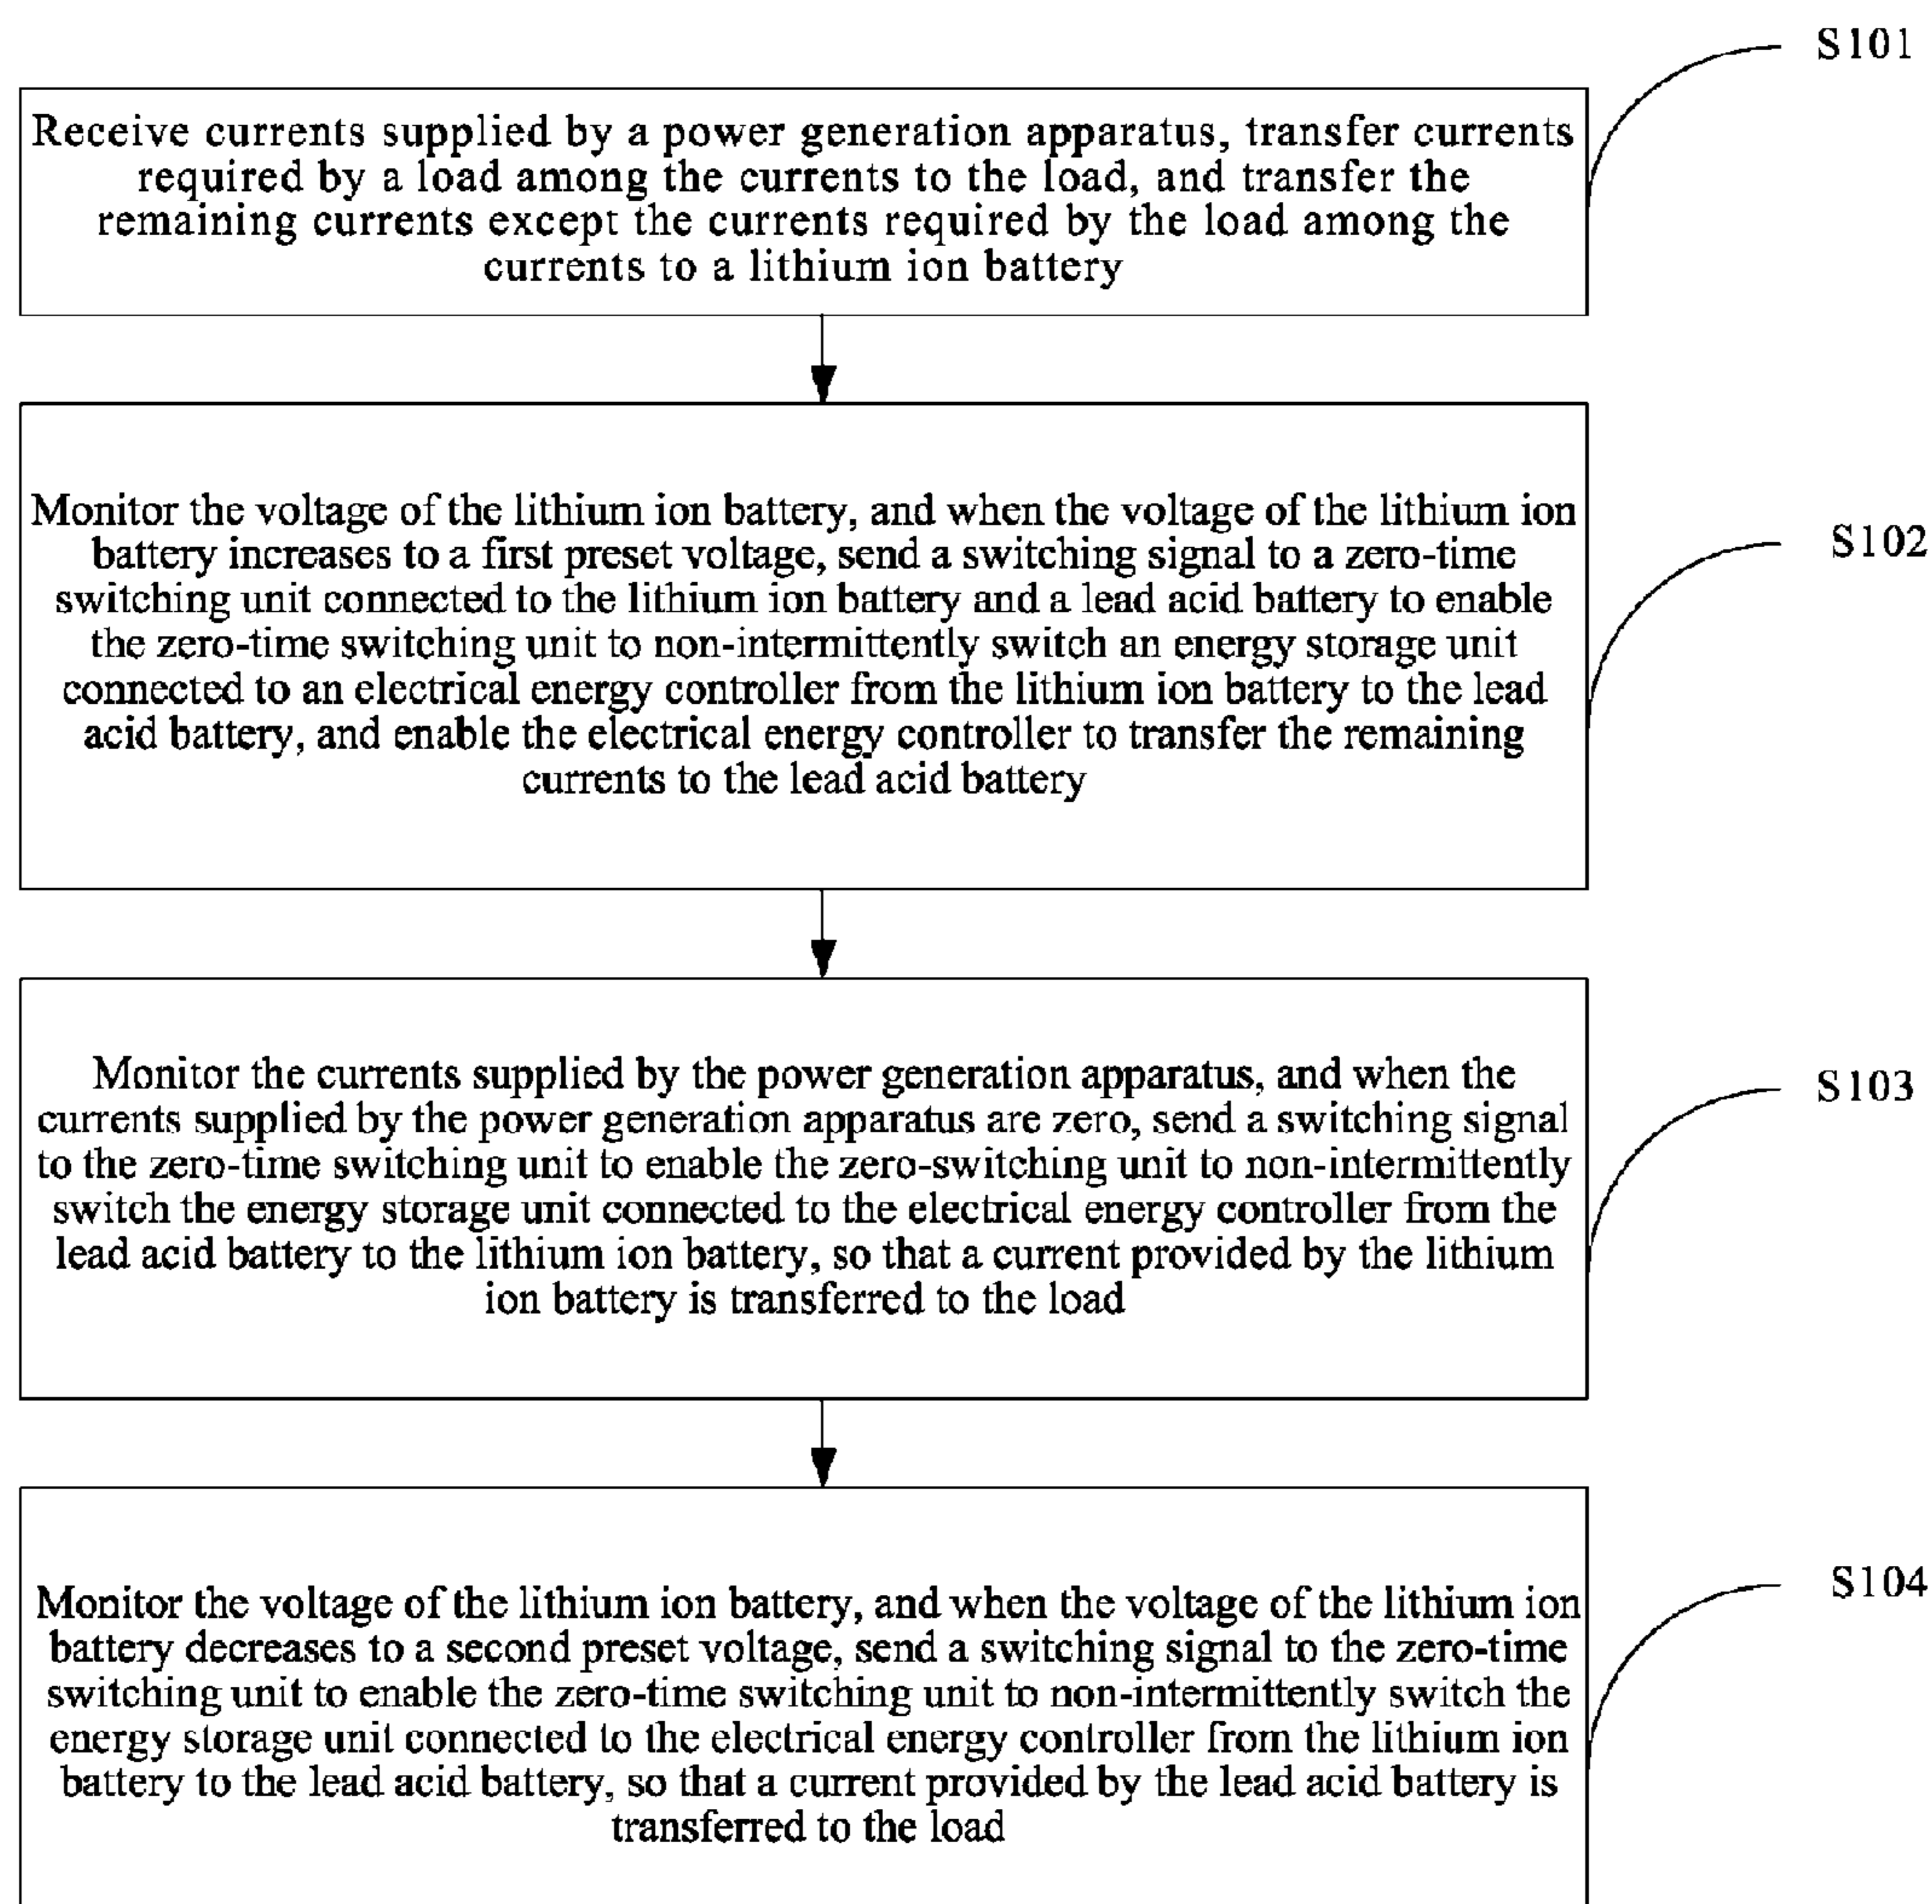 S101
Receive currents supplied by a power generation apparatus, transfer currents
required by a load among the currents to the load, and transfer the
remaining currents except the currents required by the load among the
currents to a lithium ion battery
S102
Monitor the voltage of the lithium ion battery, and when the voltage of the lithium ion
battery increases to a first preset voltage, send a switching signal to a zero-time
switching unit connected to the lithium ion battery and a lead acid battery to enable
the zero-time switching unit to non-intermittently switch an energy storage unit
connected to an electrical energy controller from the lithium ion battery to the lead
acid battery, and enable the electrical energy controller to transfer the remaining
currents to the lead acid battery
S103
Monitor the currents supplied by the power generation apparatus, and when the
currents supplied by the power generation apparatus are zero, send a switching signal
to the zero-time switching unit to enable the zero-switching unit to non-intermittently
switch the energy storage unit connected to the electrical energy controller from the
lead acid battery to the lithium ion battery, so that a current provided by the lithium
ion battery is transferred to the load
S104
Monitor the voltage of the lithium ion battery, and when the voltage of the lithium ion
battery decreases to a second preset voltage, send a switching signal to the zero-time
switching unit to enable the zero-time switching unit to non-intermittently switch the
energy storage unit connected to the electrical energy controller from the lithium ion
battery to the lead acid battery, so that a current provided by the lead acid battery is
transferred to the load